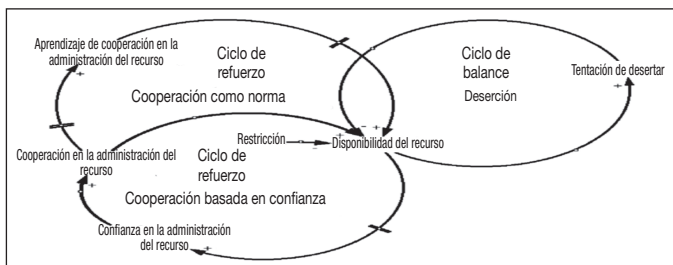 Aprendizaje de cooperación en la
administración del recurso
Ciclo de
refuerzo
Cooperación como norma
Ciclo de
balance
Deserción
Tentación de desertar
Restricción
Disponibilidad del recurso
Cooperación en la administración del
recurso
Ciclo de
refuerzo
Cooperación basada en confianza
Confianza en la administración
del recurso